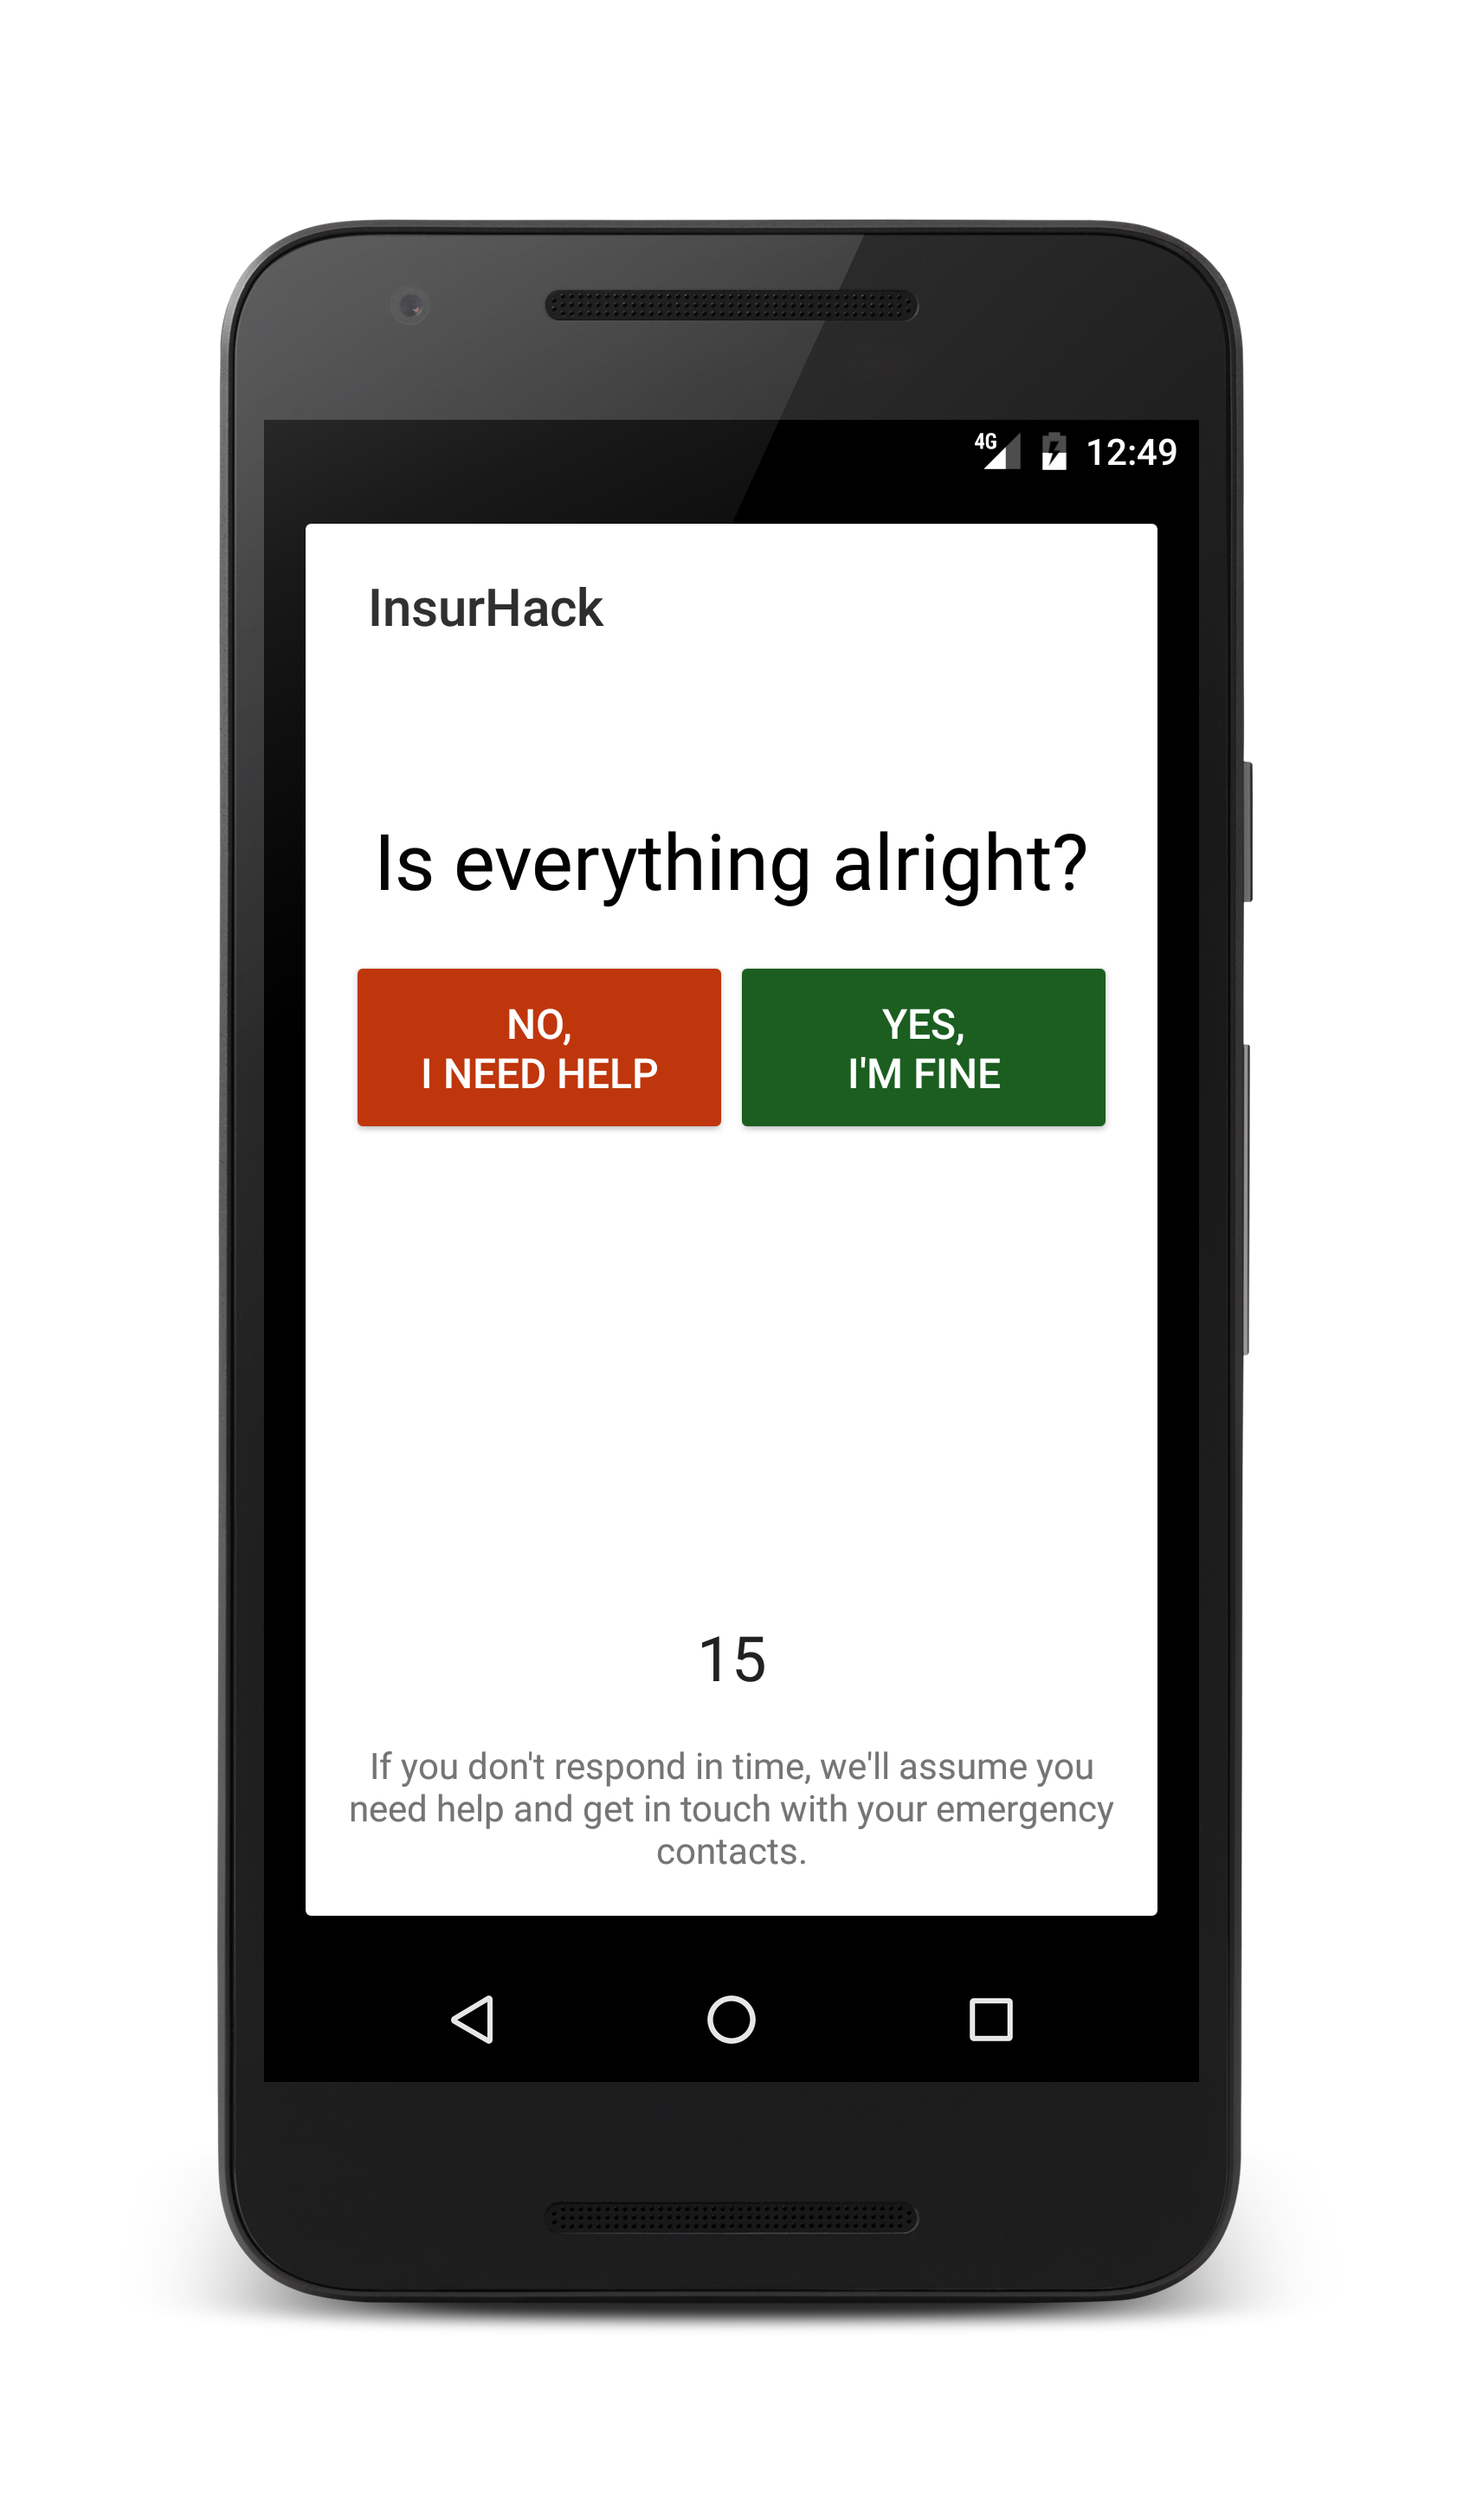 4G 12:49
InsurHack
Is everything alright?
NO,
I NEED HELP
YES,
I'M FINE
15
If you don't respond in time, we'll assume you
need help and get in touch with your emergency
contacts.